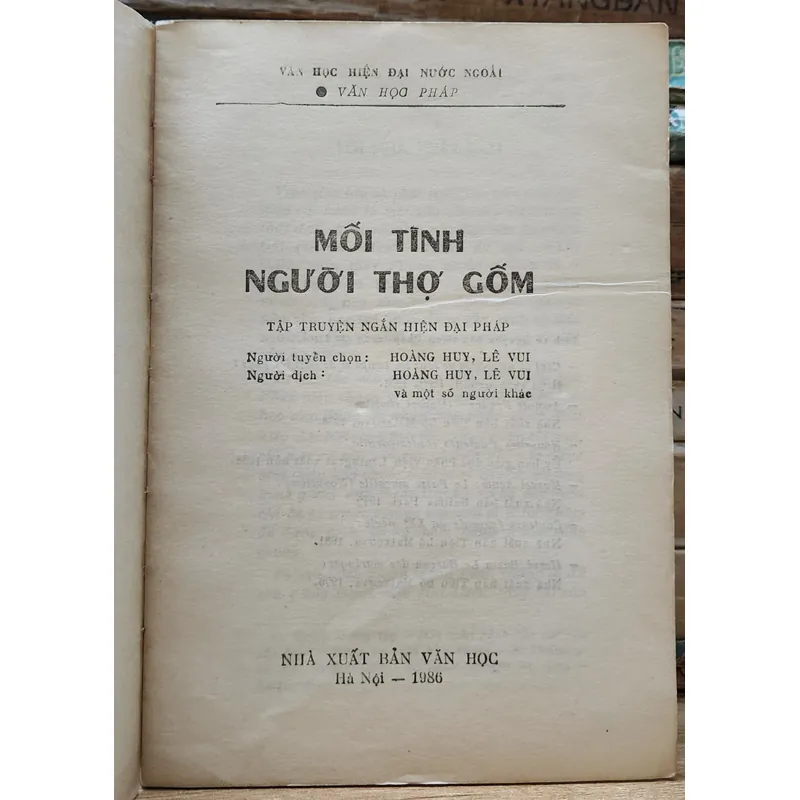 VĂN HỌC HIỆN ĐẠI NƯỚC NGOÀI
● VĂN HỌC PHÁP
MỐI TÌNH
NGƯỜI THỢ GỐM
TẬP TRUYỆN NGẮN HIỆN ĐẠI PHÁP
Người tuyển chọn: HOÀNG HUY, LÊ VUI
Người dịch: HOÀNG HUY, LÊ VUI
và một số người khác
NHÀ XUẤT BẢN VĂN HỌC
Hà Nội — 1986